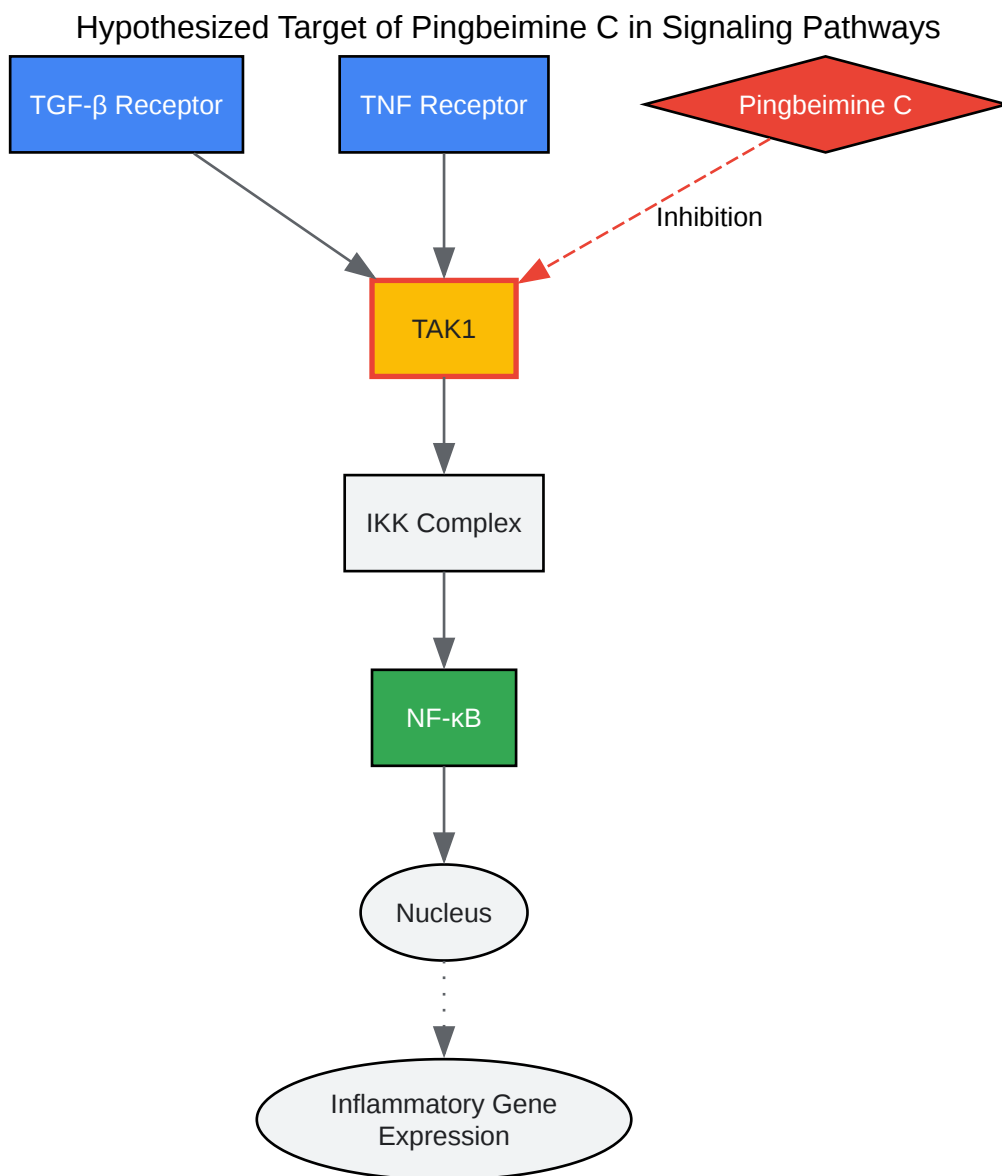 Hypothesized Target of Pingbeimine C in Signaling Pathways
TGF-β Receptor
TNF Receptor
Pingbeimine C
Inhibition
TAK1
IKK Complex
NF-κB
Nucleus
Inflammatory Gene
Expression